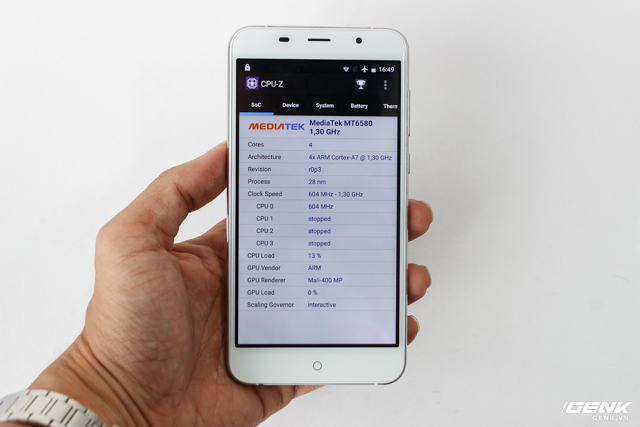 16:49
CPU-Z
SoC Device System Battery Therm
MEDIATEK MediaTek MT6580
1,30 GHz
Cores 4
Architecture 4x ARM Cortex-A7 @ 1,30 GHz
Revision r0p3
Process 28 nm
Clock Speed 604 MHz - 1,30 GHz
CPU 0 604 MHz
CPU 1 stopped
CPU 2 stopped
CPU 3 stopped
CPU Load 13 %
GPU Vendor ARM
GPU Renderer Mali-400 MP
GPU Load 0 %
Scaling Governor interactive
GENK
GENK.VN